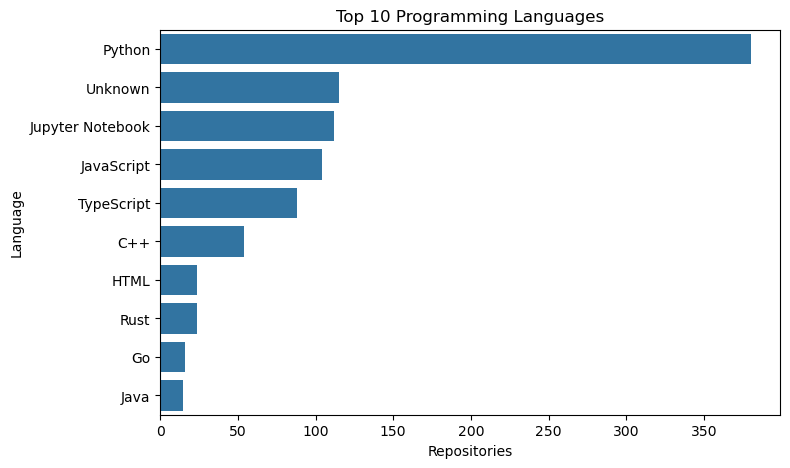 Top 10 Programming Languages
Language
Python
Unknown
Jupyter Notebook
JavaScript
TypeScript
C++
HTML
Rust
Go
Java
0 50 100 150 200 250 300 350
Repositories